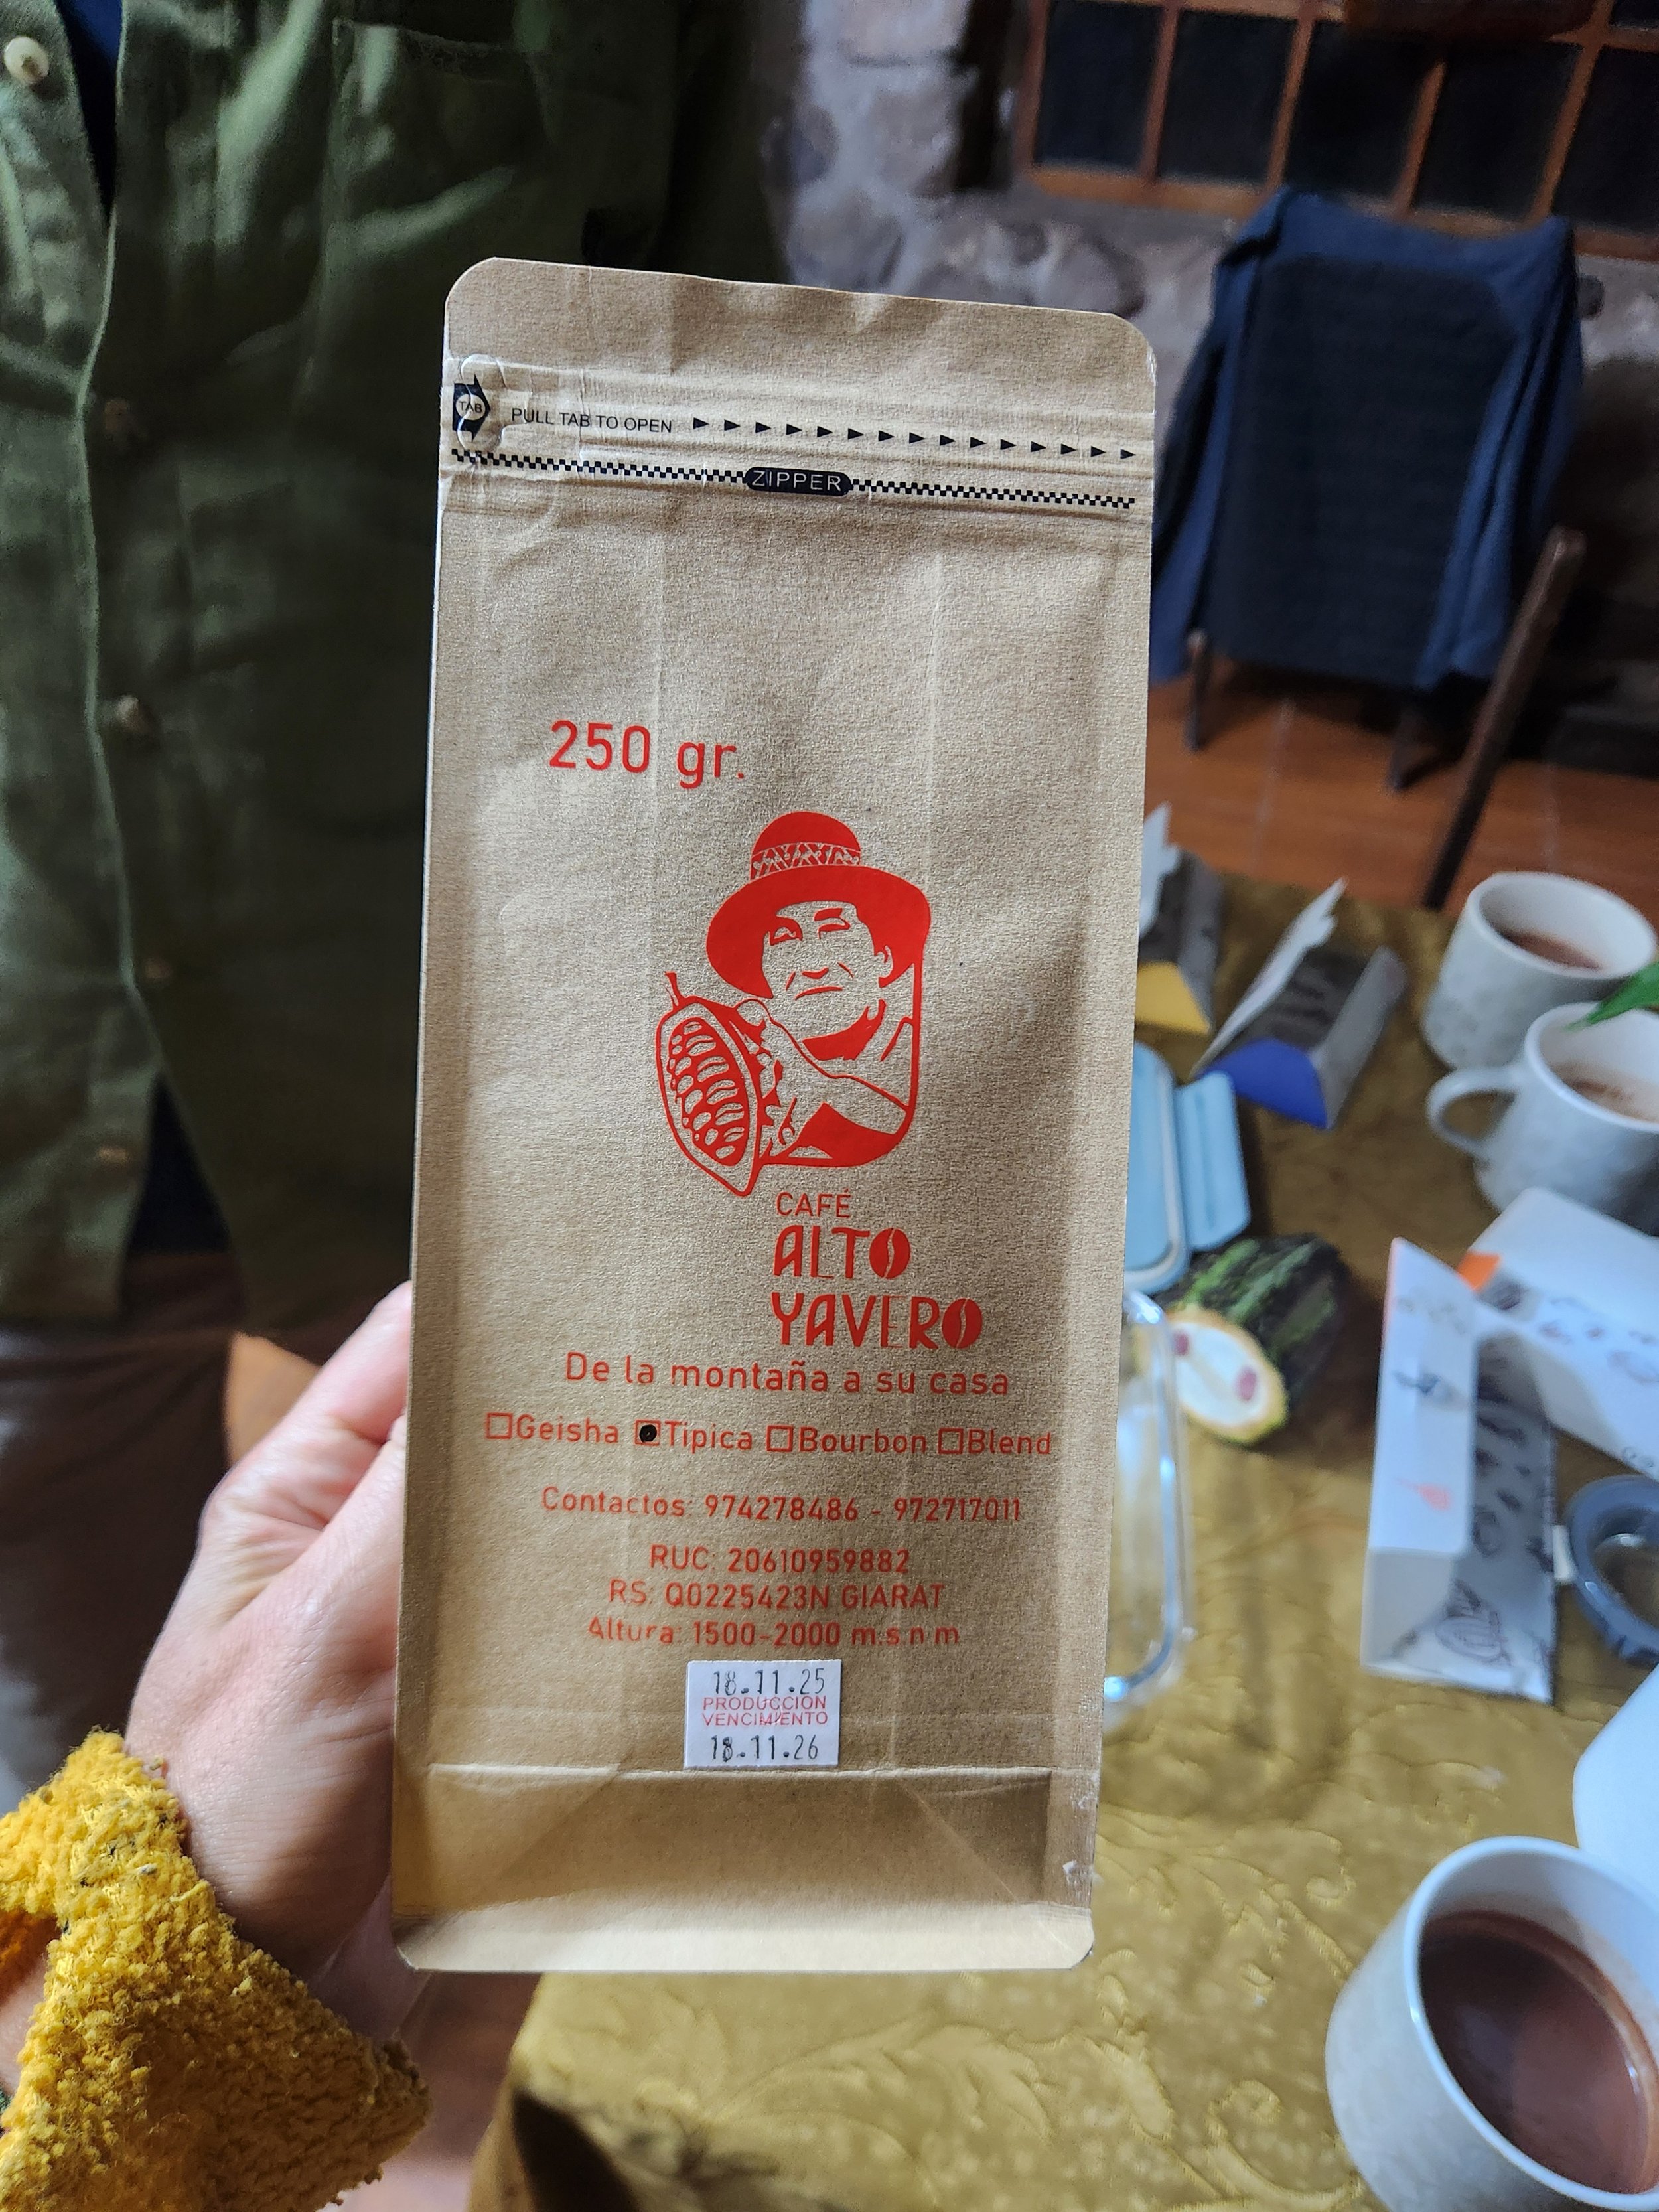 TAB
PULL TAB TO OPEN
ZIPPER
250 gr.
CAFÉ
ALTO
YAVERO
De la montaña a su casa
Geisha Tipica Bourbon Blend
Contactos: 974278486 - 972717011
RUC: 20610959882
RS: Q0225423N GIARAT
Altura: 1500-2000 m.s.n.m
18.11.25
PRODUCCION
VENCIMIENTO
18.11.26